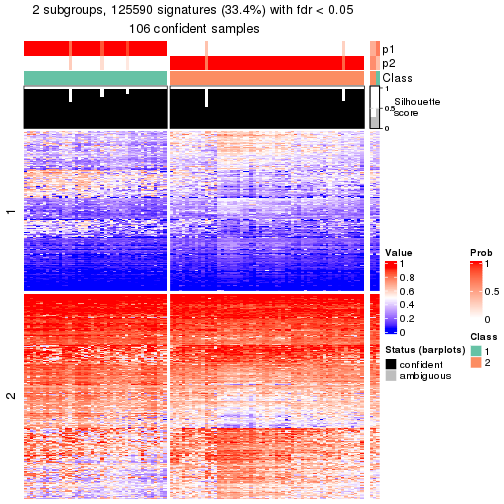 2 subgroups, 125590 signatures (33.4%) with fdr < 0.05
106 confident samples
p1
p2
Class
1
0.5
0
Silhouette
score
1
2
Value
1
0.8
0.6
0.4
0.2
0
Prob
1
0.5
0
Status (barplots)
confident
ambiguous
Class
1
2